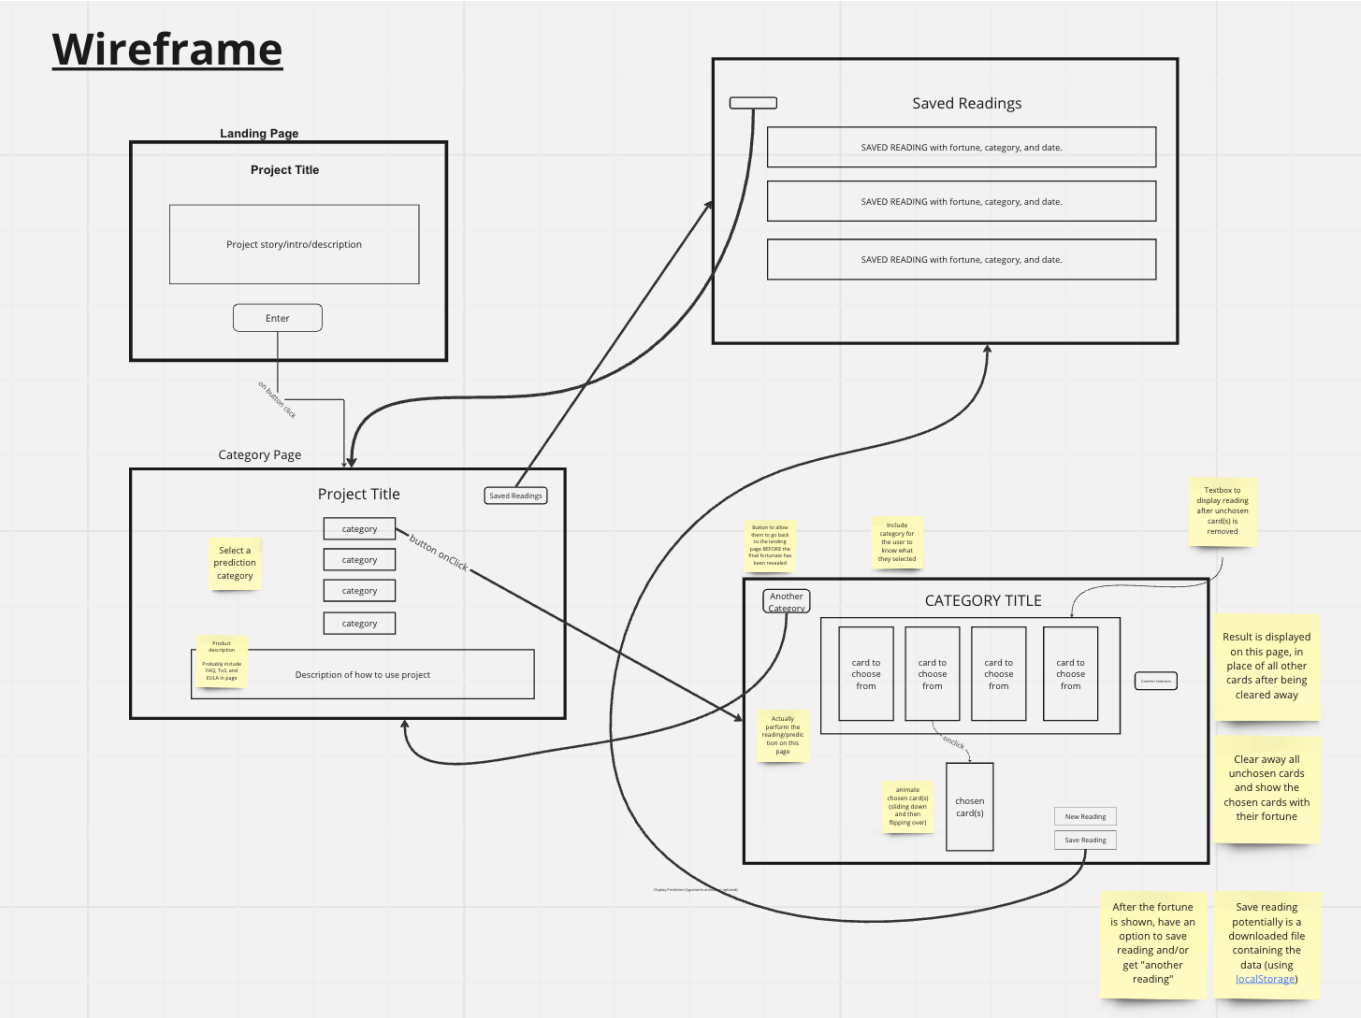 Wireframe
Landing Page
Project Title
Project story/intro/description
Enter
on button click
Saved Readings
SAVED READING with fortune, category, and date.
SAVED READING with fortune, category, and date.
SAVED READING with fortune, category, and date.
Category Page
Project Title
Saved Readings
category
category
category
category
button onClick
Select a
prediction
category
Product
description
Probably include
FAQ, ToS, and
EULA in page
Description of how to use project
Button to allow
them to go back
to the landing
page BEFORE the
final fortunate has
been revealed
Include
category for
the user to
know what
they selected
Textbox to
display reading
after unchosen
card(s) is
removed
Another
Category
CATEGORY TITLE
card to
choose
from
card to
choose
from
card to
choose
from
card to
choose
from
onclick
Actually
perform the
reading/predic
tion on this
page
animate
chosen card(s)
(sliding down
and then
flipping over)
chosen
card(s)
New Reading
Save Reading
Result is displayed
on this page, in
place of all other
cards after being
cleared away
Clear away all
unchosen cards
and show the
chosen cards with
their fortune
After the fortune
is shown, have an
option to save
reading and/or
get "another
reading"
Save reading
potentially is a
downloaded file
containing the
data (using
localStorage)